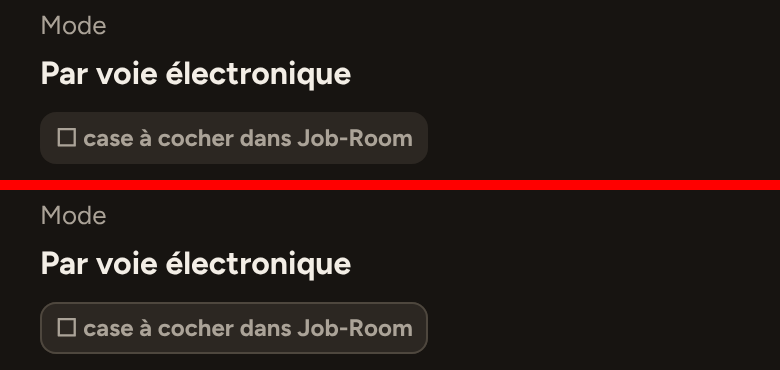 Mode
Par voie électronique
☐ case à cocher dans Job-Room
Mode
Par voie électronique
☐ case à cocher dans Job-Room